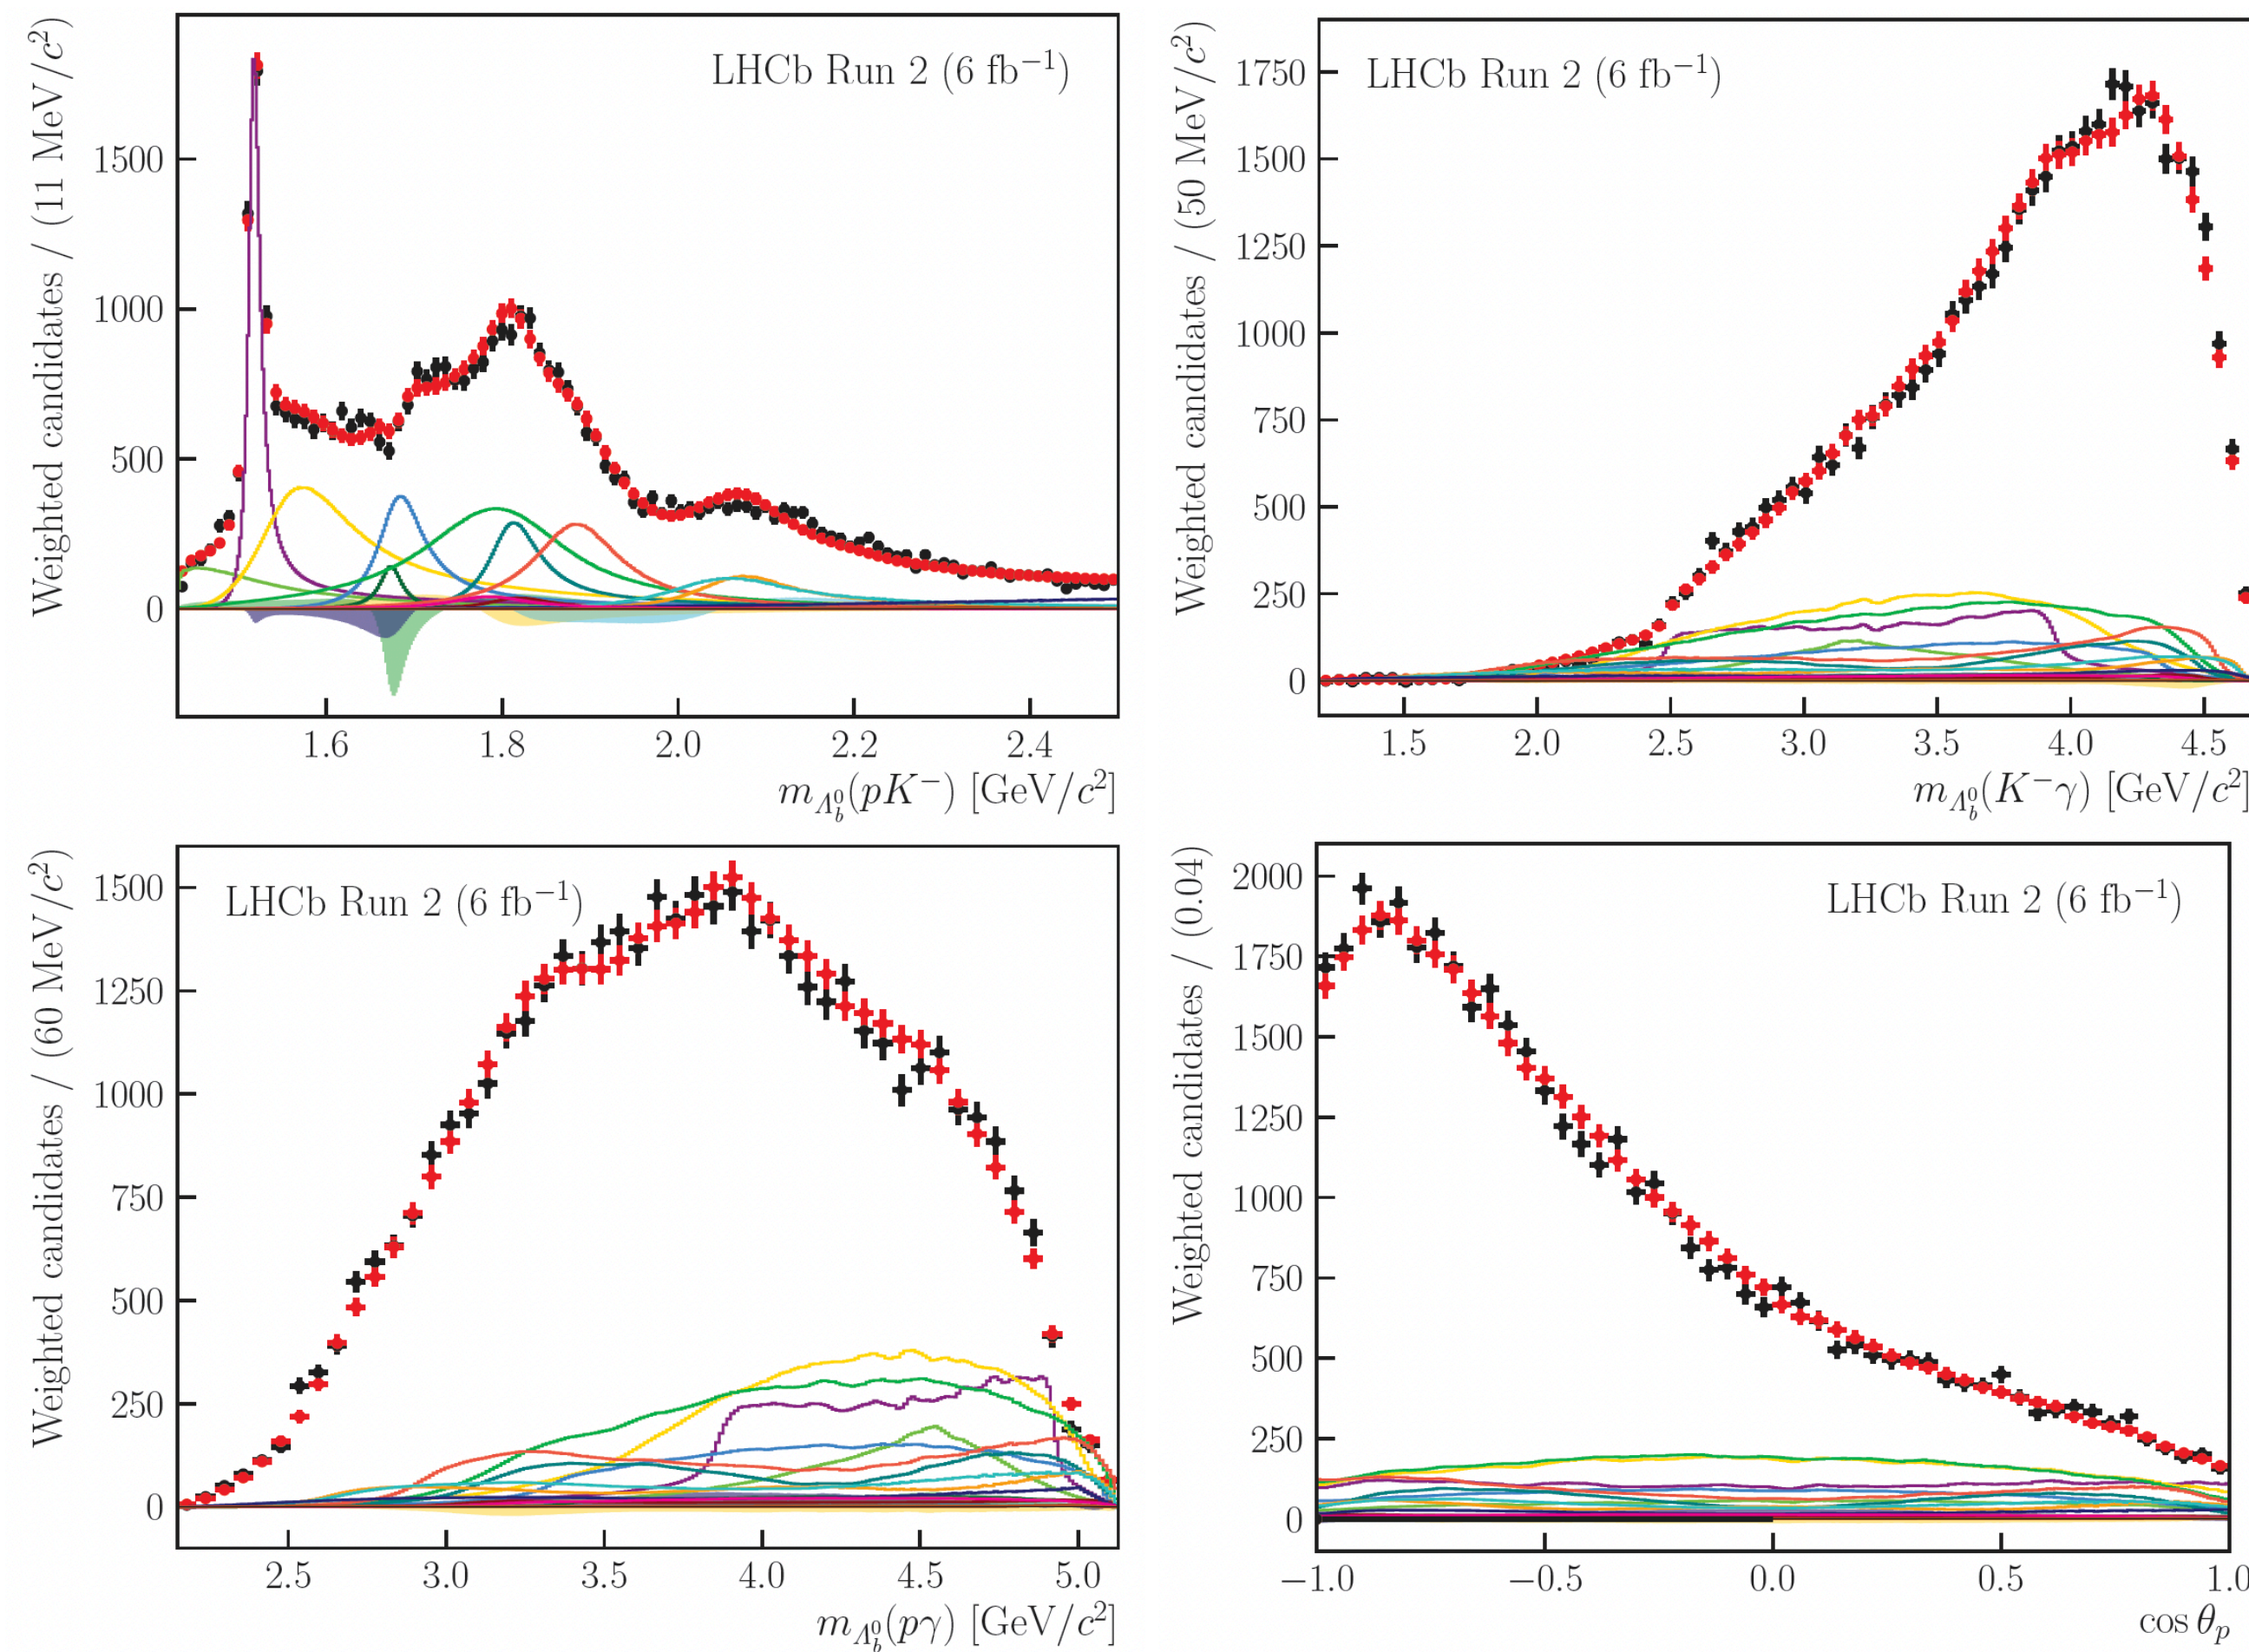 LHCb Run 2 (6 fb⁻¹)
Weighted candidates / (11 MeV/c²)
1500
1000
500
0
1.6 1.8 2.0 2.2 2.4
m_{Λ_b^0}(pK⁻) [GeV/c²]
LHCb Run 2 (6 fb⁻¹)
Weighted candidates / (50 MeV/c²)
1750
1500
1250
1000
750
500
250
0
1.5 2.0 2.5 3.0 3.5 4.0 4.5
m_{Λ_b^0}(K⁻γ) [GeV/c²]
LHCb Run 2 (6 fb⁻¹)
Weighted candidates / (60 MeV/c²)
1500
1250
1000
750
500
250
0
2.5 3.0 3.5 4.0 4.5 5.0
m_{Λ_b^0}(pγ) [GeV/c²]
LHCb Run 2 (6 fb⁻¹)
Weighted candidates / (0.04)
2000
1750
1500
1250
1000
750
500
250
0
−1.0 −0.5 0.0 0.5 1.0
cos θ_p